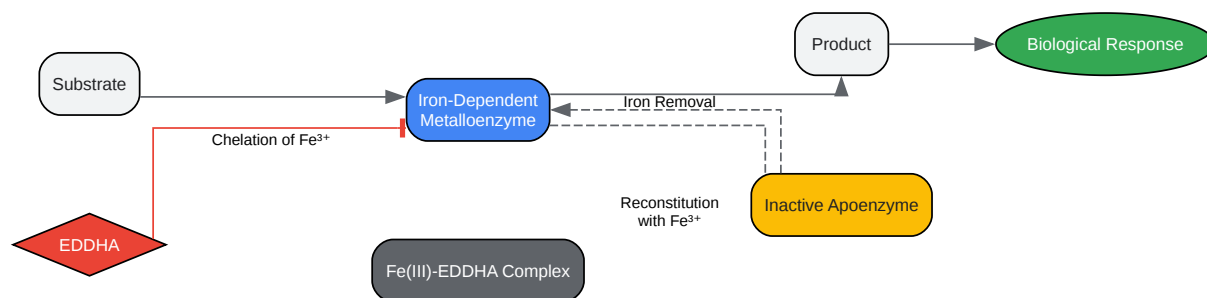 Product
Biological Response
Substrate
Iron-Dependent
Metalloenzyme
Iron Removal
Chelation of Fe³⁺
Reconstitution
with Fe³⁺
Inactive Apoenzyme
EDDHA
Fe(III)-EDDHA Complex